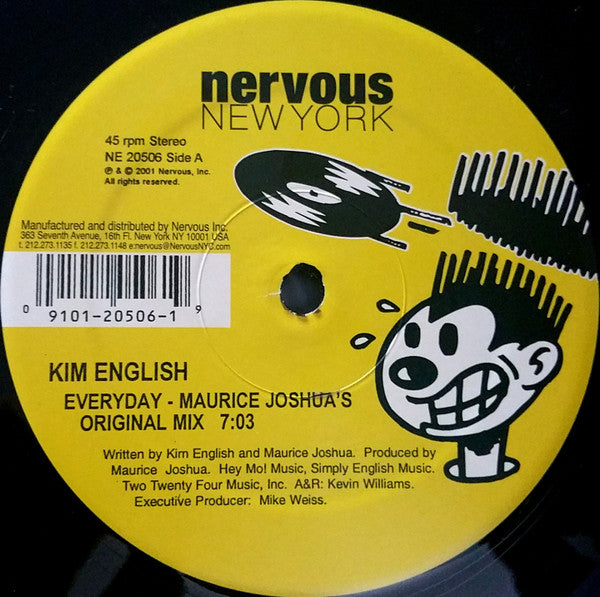 nervous
NEW YORK
45 rpm Stereo
NE 20506 Side A
℗ & © 2001 Nervous, Inc.
All rights reserved.
Manufactured and distributed by Nervous Inc.
363 Seventh Avenue, 16th Fl. New York NY 10001 USA
t. 212.273.1135 f. 212.273.1148 e:nervous@NervousNYC.com
0 9101-20506-1 9
KIM ENGLISH
EVERYDAY - MAURICE JOSHUA'S
ORIGINAL MIX 7:03
Written by Kim English and Maurice Joshua. Produced by
Maurice Joshua. Hey Mo! Music, Simply English Music.
Two Twenty Four Music, Inc. A&R: Kevin Williams.
Executive Producer: Mike Weiss.